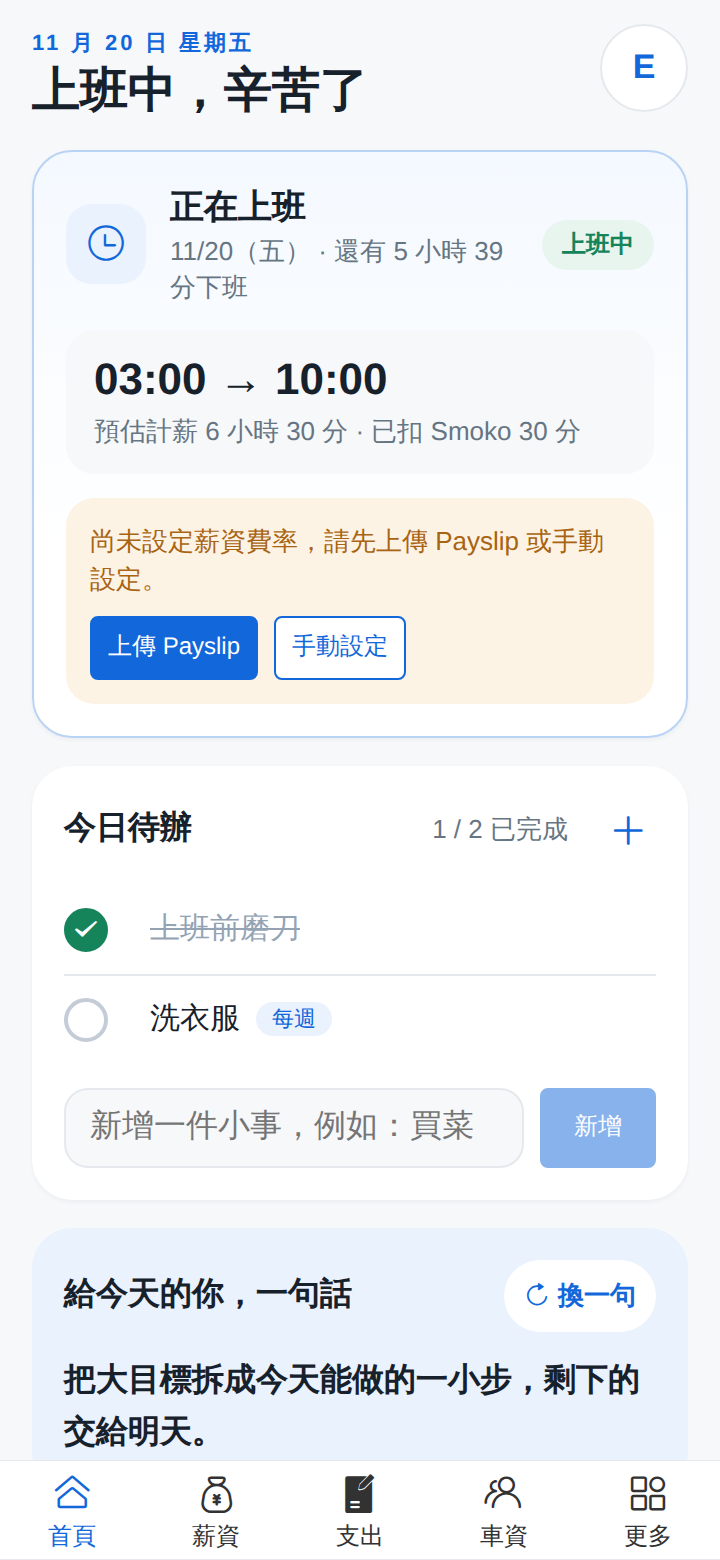 11 月 20 日 星期五
上班中，辛苦了
E
正在上班
11/20（五） · 還有 5 小時 39
分下班
上班中
03:00 → 10:00
預估計薪 6 小時 30 分 · 已扣 Smoko 30 分
尚未設定薪資費率，請先上傳 Payslip 或手動
設定。
上傳 Payslip
手動設定
今日待辦
1 / 2 已完成
上班前磨刀
洗衣服
每週
新增一件小事，例如：買菜
新增
給今天的你，一句話
換一句
把大目標拆成今天能做的一小步，剩下的
交給明天。
首頁
薪資
支出
車資
更多